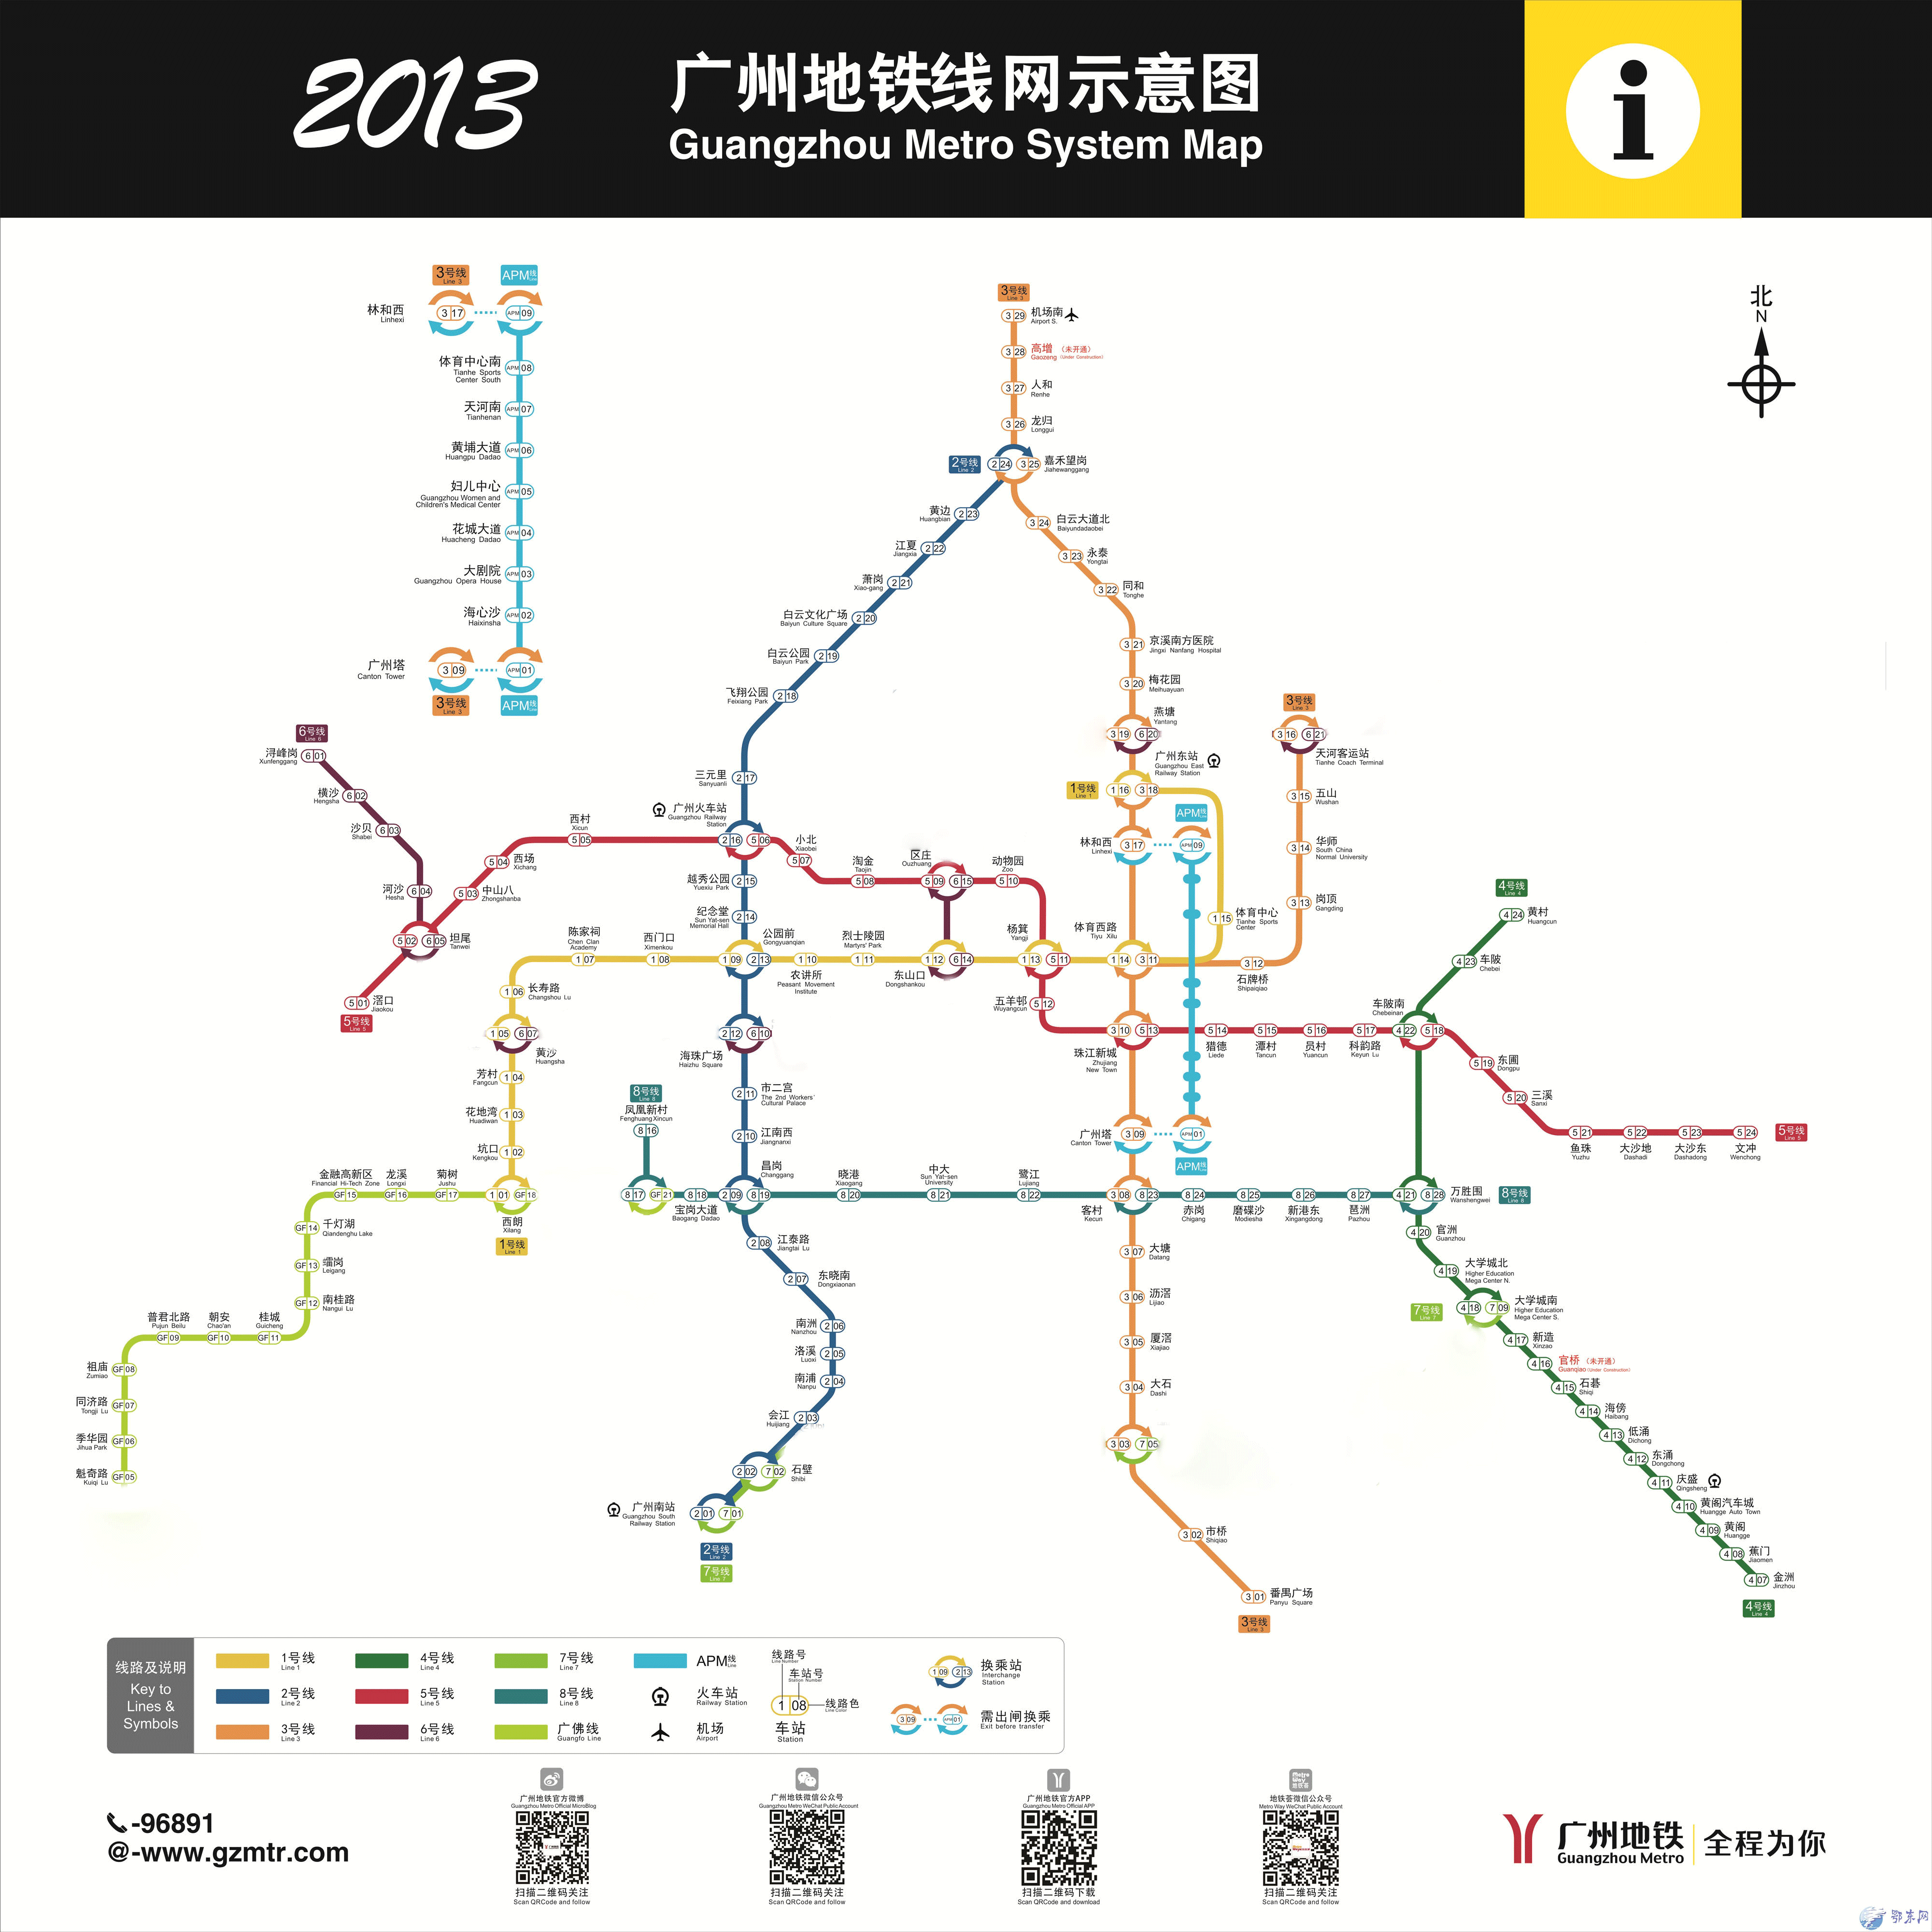 2013
广州地铁线网示意图
Guangzhou Metro System Map
i
北
N
3号线
Line 3
APM线
Line
林和西
Linhexi
3 17
APM 09
体育中心南
Tianhe Sports
Center South
APM 08
天河南
Tianhenan
APM 07
黄埔大道
Huangpu Dadao
APM 06
妇儿中心
Guangzhou Women and
Children's Medical Center
APM 05
花城大道
Huacheng Dadao
APM 04
大剧院
Guangzhou Opera House
APM 03
海心沙
Haixinsha
APM 02
广州塔
Canton Tower
3 09
APM 01
3号线
Line 3
APM线
Line
3号线
Line 3
3 29
机场南
Airport S.
3 28
高增（未开通）
Gaozeng (Under Construction)
3 27
人和
Renhe
3 26
龙归
Longgui
2号线
Line 2
2 24
3 25
嘉禾望岗
Jiahewanggang
黄边
Huangbian
2 23
江夏
Jiangxia
2 22
萧岗
Xiao-gang
2 21
白云文化广场
Baiyun Culture Square
2 20
白云公园
Baiyun Park
2 19
飞翔公园
Feixiang Park
2 18
三元里
Sanyuanli
2 17
3 24
白云大道北
Baiyundadaobei
3 23
永泰
Yongtai
3 22
同和
Tonghe
3 21
京溪南方医院
Jingxi Nanfang Hospital
3 20
梅花园
Meihuayuan
燕塘
Yantang
3 19
6 20
广州东站
Guangzhou East
Railway Station
1号线
Line 1
1 16
3 18
林和西
Linhexi
3 17
APM线
Line
APM 09
3号线
Line 3
3 16
6 21
天河客运站
Tianhe Coach Terminal
3 15
五山
Wushan
3 14
华师
South China
Normal University
3 13
岗顶
Gangding
3 12
石牌桥
Shipaiqiao
1 15
体育中心
Tianhe Sports
Center
6号线
Line 6
浔峰岗
Xunfenggang
6 01
横沙
Hengsha
6 02
沙贝
Shabei
6 03
河沙
Hesha
6 04
5 02
6 05
坦尾
Tanwei
5 01
滘口
Jiaokou
5号线
Line 5
5 03
中山八
Zhongshanba
5 04
西场
Xichang
西村
Xicun
5 05
广州火车站
Guangzhou Railway
Station
2 16
5 06
小北
Xiaobei
5 07
淘金
Taojin
5 08
区庄
Ouzhuang
5 09
6 15
动物园
Zoo
5 10
越秀公园
Yuexiu Park
2 15
纪念堂
Sun Yat-sen
Memorial Hall
2 14
陈家祠
Chen Clan
Academy
1 07
西门口
Ximenkou
1 08
公园前
Gongyuanqian
1 09
2 13
1 10
农讲所
Peasant Movement
Institute
烈士陵园
Martyrs' Park
1 11
1 12
6 14
东山口
Dongshankou
杨箕
Yangji
1 13
5 11
体育西路
Tiyu Xilu
1 14
3 11
五羊邨
Wuyangcun
5 12
3 10
5 13
珠江新城
Zhujiang
New Town
5 14
猎德
Liede
5 15
潭村
Tancun
5 16
员村
Yuancun
5 17
科韵路
Keyun Lu
车陂南
Chebeinan
4 22
5 18
4号线
Line 4
4 24
黄村
Huangcun
4 23
车陂
Chebei
5 19
东圃
Dongpu
5 20
三溪
Sanxi
5 21
鱼珠
Yuzhu
5 22
大沙地
Dashadi
5 23
大沙东
Dashadong
5 24
文冲
Wenchong
5号线
Line 5
1 06
长寿路
Changshou Lu
1 05
6 07
黄沙
Huangsha
芳村
Fangcun
1 04
花地湾
Huadiwan
1 03
坑口
Kengkou
1 02
2 12
6 10
海珠广场
Haizhu Square
2 11
市二宫
The 2nd Workers'
Cultural Palace
2 10
江南西
Jiangnanxi
8号线
Line 8
凤凰新村
FenghuangXincun
8 16
8 17
GF 21
8 18
宝岗大道
Baogang Dadao
昌岗
Changgang
2 09
8 19
晓港
Xiaogang
8 20
中大
Sun Yat-sen
University
8 21
鹭江
Lujiang
8 22
广州塔
Canton Tower
3 09
APM 01
APM线
Line
3 08
8 23
客村
Kecun
8 24
赤岗
Chigang
8 25
磨碟沙
Modiesha
8 26
新港东
Xingangdong
8 27
琶洲
Pazhou
4 21
8 28
万胜围
Wanshengwei
8号线
Line 8
金融高新区
Financial Hi-Tech Zone
GF 15
龙溪
Longxi
GF 16
菊树
Jushu
GF 17
1 01
GF 18
西朗
Xilang
1号线
Line 1
GF 14
千灯湖
Qiandenghu Lake
GF 13
𧒽岗
Leigang
GF 12
南桂路
Nangui Lu
桂城
Guicheng
GF 11
朝安
Chao'an
GF 10
普君北路
Pujun Beilu
GF 09
祖庙
Zumiao
GF 08
同济路
Tongji Lu
GF 07
季华园
Jihua Park
GF 06
魁奇路
Kuiqi Lu
GF 05
2 08
江泰路
Jiangtai Lu
2 07
东晓南
Dongxiaonan
南洲
Nanzhou
2 06
洛溪
Luoxi
2 05
南浦
Nanpu
2 04
会江
Huijiang
2 03
2 02
7 02
石壁
Shibi
广州南站
Guangzhou South
Railway Station
2 01
7 01
2号线
Line 2
7号线
Line 7
3 07
大塘
Datang
3 06
沥滘
Lijiao
3 05
厦滘
Xiajiao
3 04
大石
Dashi
3 03
7 05
3 02
市桥
Shiqiao
3 01
番禺广场
Panyu Square
3号线
Line 3
4 20
官洲
Guanzhou
4 19
大学城北
Higher Education
Mega Center N.
7号线
Line 7
4 18
7 09
大学城南
Higher Education
Mega Center S.
4 17
新造
Xinzao
4 16
官桥（未开通）
Guanqiao (Under Construction)
4 15
石碁
Shiqi
4 14
海傍
Haibang
4 13
低涌
Dichong
4 12
东涌
Dongchong
4 11
庆盛
Qingsheng
4 10
黄阁汽车城
Huangge Auto Town
4 09
黄阁
Huangge
4 08
蕉门
Jiaomen
4 07
金洲
Jinzhou
4号线
Line 4
线路及说明
Key to
Lines &
Symbols
1号线
Line 1
2号线
Line 2
3号线
Line 3
4号线
Line 4
5号线
Line 5
6号线
Line 6
7号线
Line 7
8号线
Line 8
广佛线
Guangfo Line
APM线
Line
火车站
Railway Station
机场
Airport
线路号
Line Number
车站号
Station Number
1 08
线路色
Line Color
车站
Station
1 09
2 13
换乘站
Interchange
Station
3 09
APM 01
需出闸换乘
Exit before transfer
-96891
@-www.gzmtr.com
广州地铁官方微博
Guangzhou Metro Official MicroBlog
扫描二维码关注
Scan QRCode and follow
广州地铁微信公众号
Guangzhou Metro WeChat Public Account
扫描二维码关注
Scan QRCode and follow
广州地铁官方APP
Guangzhou Metro Official APP
扫描二维码下载
Scan QRCode and download
Metro
Way
地铁荟
地铁荟微信公众号
Metro Way WeChat Public Account
扫描二维码关注
Scan QRCode and follow
广州地铁
Guangzhou Metro
全程为你
鄂东网